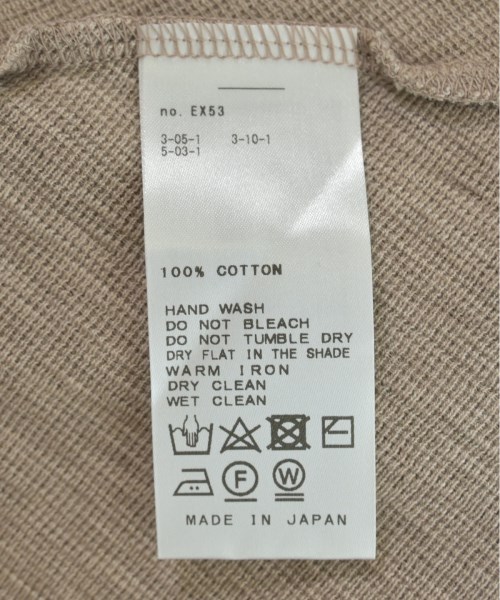 no. EX53
3-05-1 3-10-1
5-03-1
100% COTTON
HAND WASH
DO NOT BLEACH
DO NOT TUMBLE DRY
DRY FLAT IN THE SHADE
WARM IRON
DRY CLEAN
WET CLEAN
F W
MADE IN JAPAN